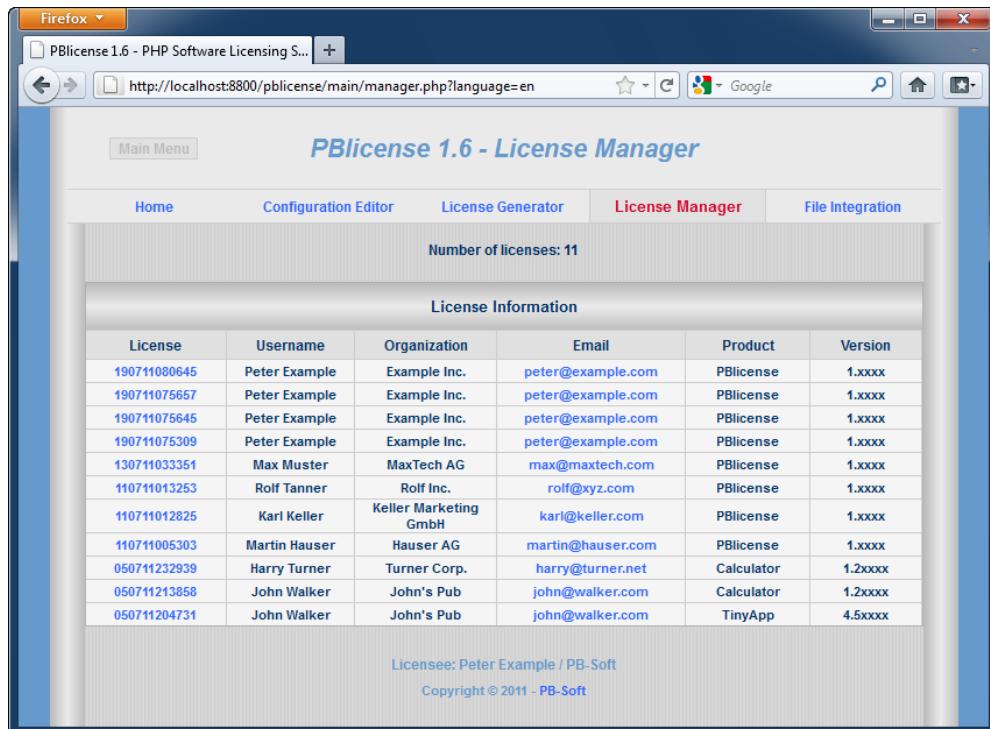 Firefox
PBlicense 1.6 - PHP Software Licensing S...
http://localhost:8800/pblicense/main/manager.php?language=en
Google
Main Menu
PBlicense 1.6 - License Manager
Home Configuration Editor License Generator License Manager File Integration
Number of licenses: 11
License Information
License Username Organization Email Product Version
190711080645 Peter Example Example Inc. peter@example.com PBlicense 1.xxxx
190711075657 Peter Example Example Inc. peter@example.com PBlicense 1.xxxx
190711075645 Peter Example Example Inc. peter@example.com PBlicense 1.xxxx
190711075309 Peter Example Example Inc. peter@example.com PBlicense 1.xxxx
130711033351 Max Muster MaxTech AG max@maxtech.com PBlicense 1.xxxx
110711013253 Rolf Tanner Rolf Inc. rolf@xyz.com PBlicense 1.xxxx
110711012825 Karl Keller Keller Marketing GmbH karl@keller.com PBlicense 1.xxxx
110711005303 Martin Hauser Hauser AG martin@hauser.com PBlicense 1.xxxx
050711232939 Harry Turner Turner Corp. harry@turner.net Calculator 1.2xxxx
050711213858 John Walker John's Pub john@walker.com Calculator 1.2xxxx
050711204731 John Walker John's Pub john@walker.com TinyApp 4.5xxxx
Licensee: Peter Example / PB-Soft
Copyright © 2011 - PB-Soft